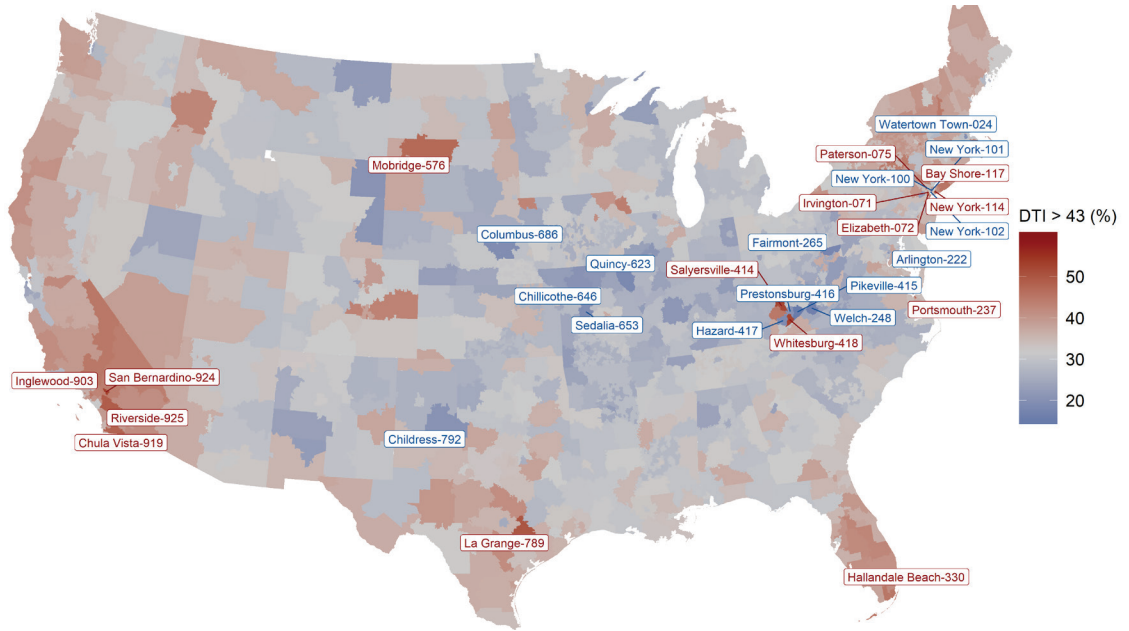 Watertown Town-024
New York-101
Paterson-075
Mobridge-576
Bay Shore-117
New York-100
Irvington-071
New York-114
DTI > 43 (%)
Elizabeth-072
New York-102
Columbus-686
Fairmont-265
Arlington-222
Quincy-623
Salyersville-414
50
Pikeville-415
Prestonsburg-416
Chillicothe-646
Portsmouth-237
Welch-248
40
Sedalia-653
Hazard-417
Whitesburg-418
30
San Bernardino-924
Inglewood-903
20
Riverside-925
Chula Vista-919
Childress-792
La Grange-789
Hallandale Beach-330